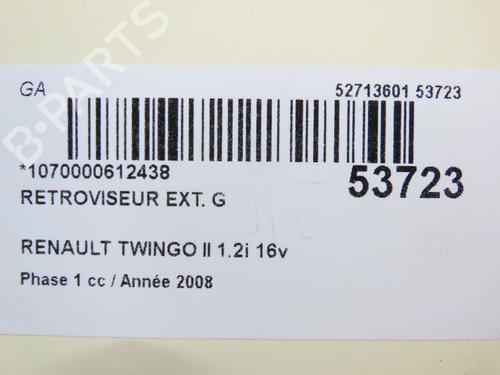 GA
52713601 53723
*1070000612438
53723
RETROVISEUR EXT. G
RENAULT TWINGO II 1.2i 16v
Phase 1 cc / Année 2008
B-PARTS